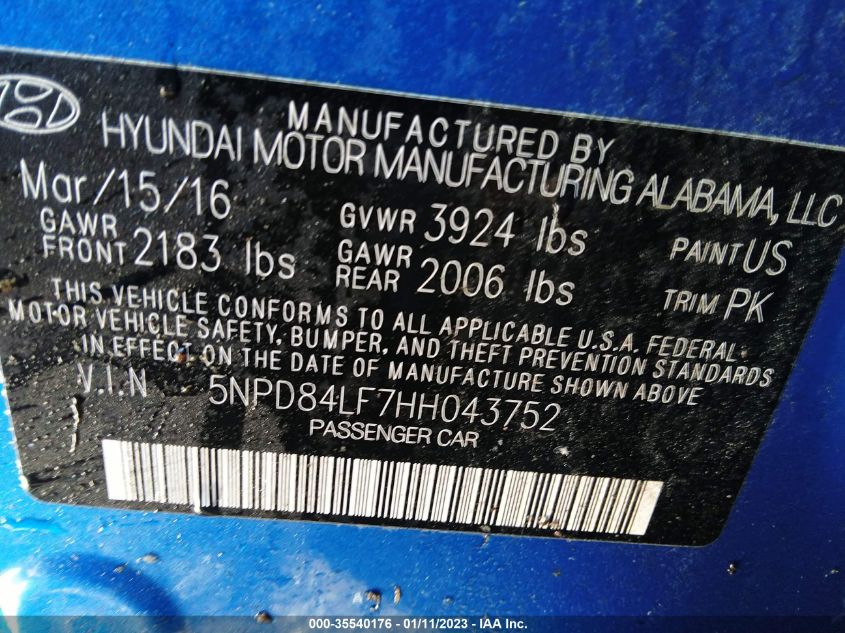 MANUFACTURED BY
HYUNDAI MOTOR MANUFACTURING ALABAMA, LLC
Mar/15/16 GVWR 3924 lbs PAINT US
GAWR FRONT 2183 lbs GAWR REAR 2006 lbs TRIM PK
THIS VEHICLE CONFORMS TO ALL APPLICABLE U.S.A. FEDERAL
MOTOR VEHICLE SAFETY, BUMPER, AND THEFT PREVENTION STANDARDS
IN EFFECT ON THE DATE OF MANUFACTURE SHOWN ABOVE
V.I.N 5NPD84LF7HH043752
PASSENGER CAR
000-35540176 - 01/11/2023 - IAA Inc.